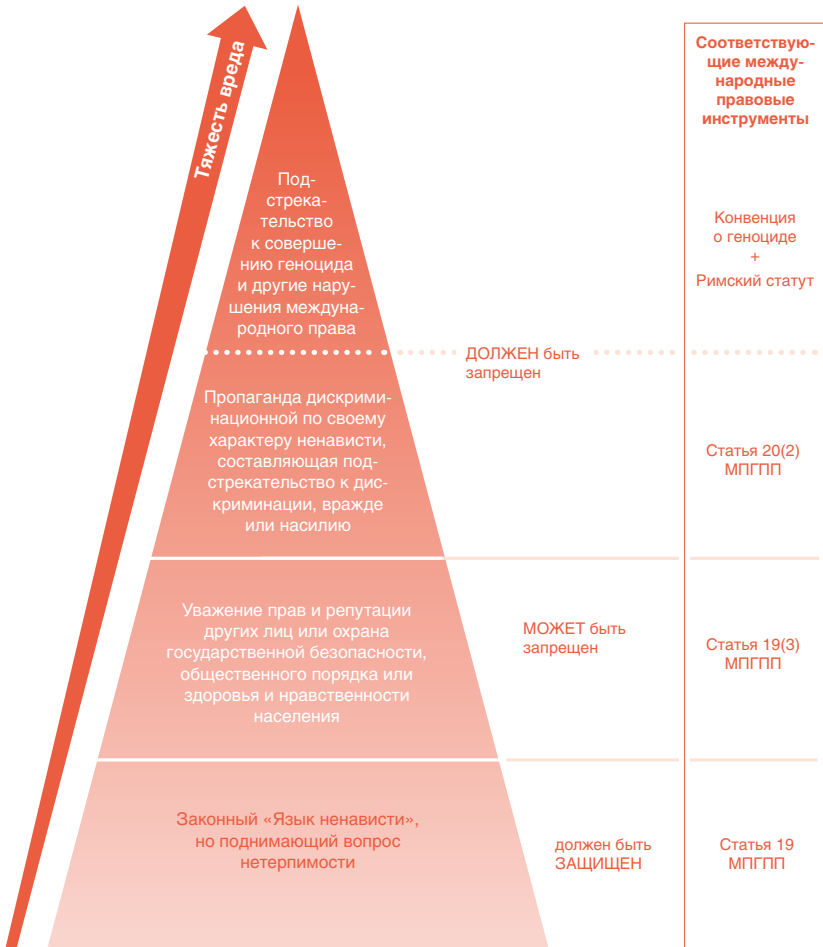 Тяжесть вреда
Соответствую-
щие между-
народные
правовые
инструменты
Под-
стрека-
тельство
к соверше-
нию геноцида
и другие нару-
шения междуна-
родного права
Конвенция
о геноциде
+
Римский статут
ДОЛЖЕН быть
запрещен
Пропаганда дискрими-
национной по своему
характеру ненависти,
составляющая под-
стрекательство к дис-
криминации, вражде
или насилию
Статья 20(2)
МПГПП
Уважение прав и репутации
других лиц или охрана
государственной безопасности,
общественного порядка или
здоровья и нравственности
населения
МОЖЕТ быть
запрещен
Статья 19(3)
МПГПП
Законный «Язык ненависти»,
но поднимающий вопрос
нетерпимости
должен быть
ЗАЩИЩЕН
Статья 19
МПГПП